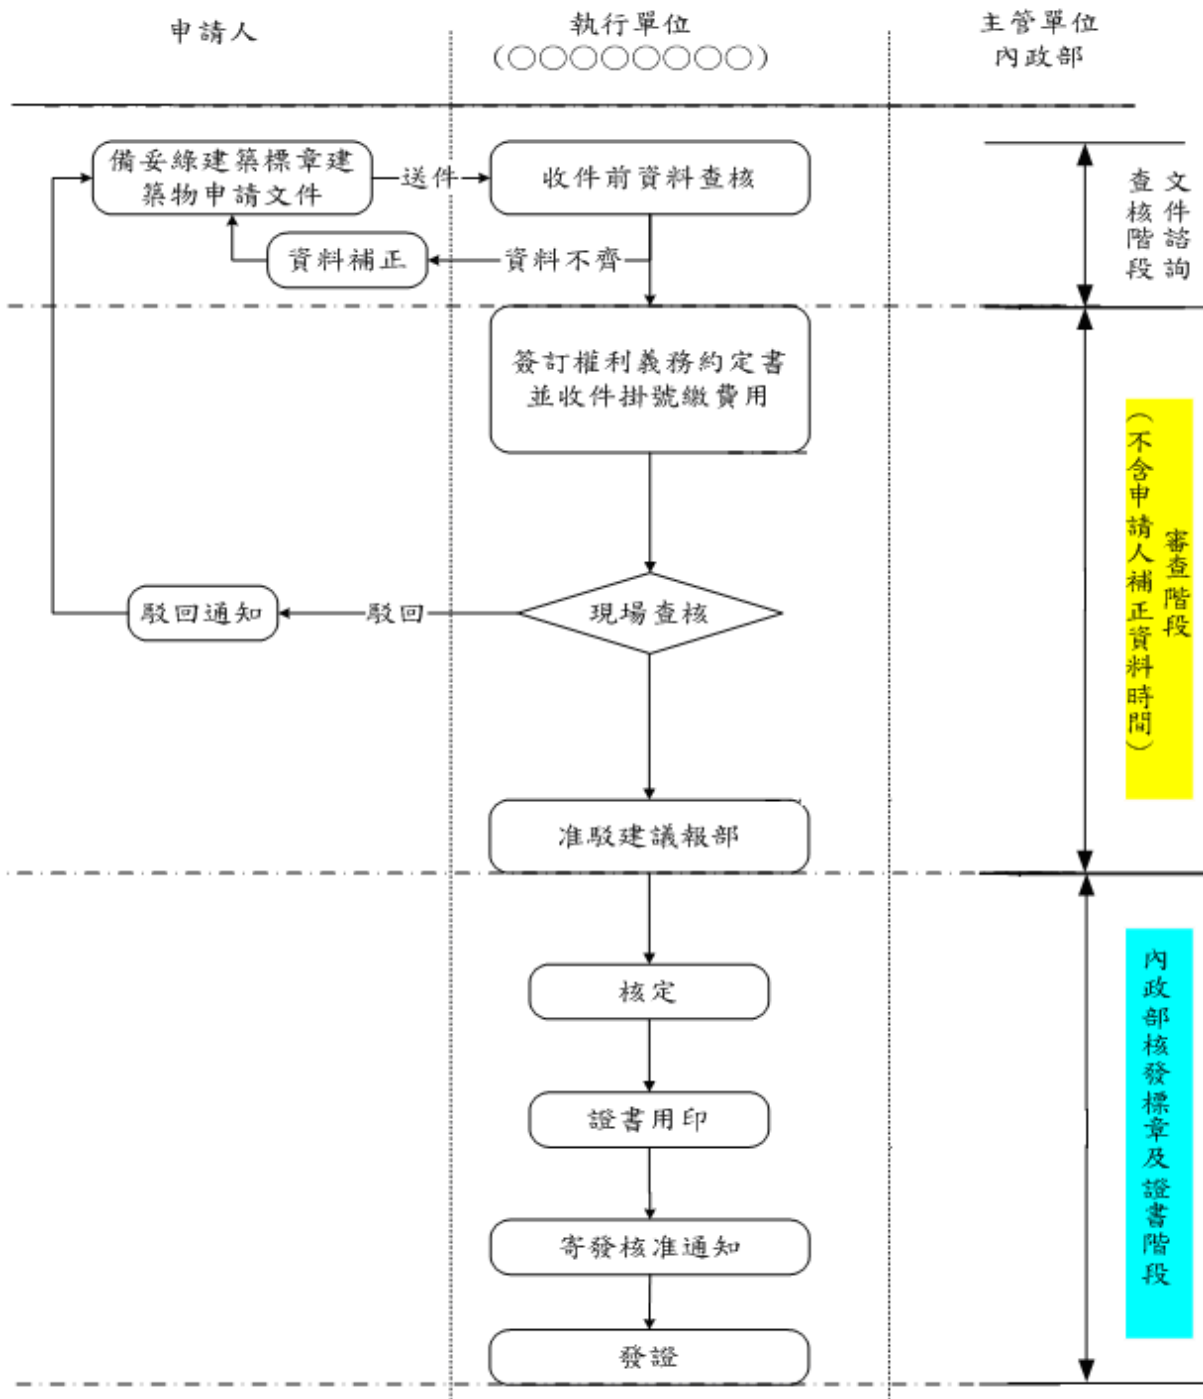 申請人
執行單位
(○○○○○○○○)
主管單位
內政部
備妥綠建築標章建
築物申請文件
送件
收件前資料查核
資料補正
資料不齊
文件諮詢
查核階段
簽訂權利義務約定書
並收件掛號繳費用
審查階段
(不含申請人補正資料時間)
駁回通知
駁回
現場查核
准駁建議報部
核定
證書用印
寄發核准通知
發證
內政部核發標章及證書階段